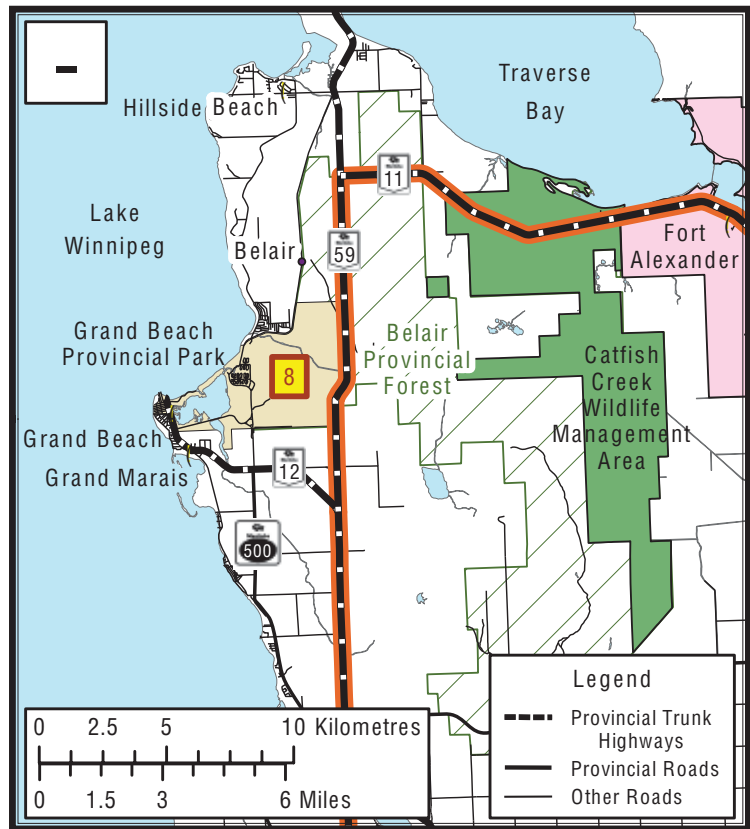 -
Traverse
Bay
Hillside Beach
11
Lake
Winnipeg
Belair
59
Fort
Alexander
Grand Beach
Provincial Park
8
Belair
Provincial
Forest
Catfish
Creek
Wildlife
Management
Area
Grand Beach
Grand Marais
12
500
Legend
Provincial Trunk
Highways
Provincial Roads
Other Roads
0 2.5 5 10 Kilometres
0 1.5 3 6 Miles